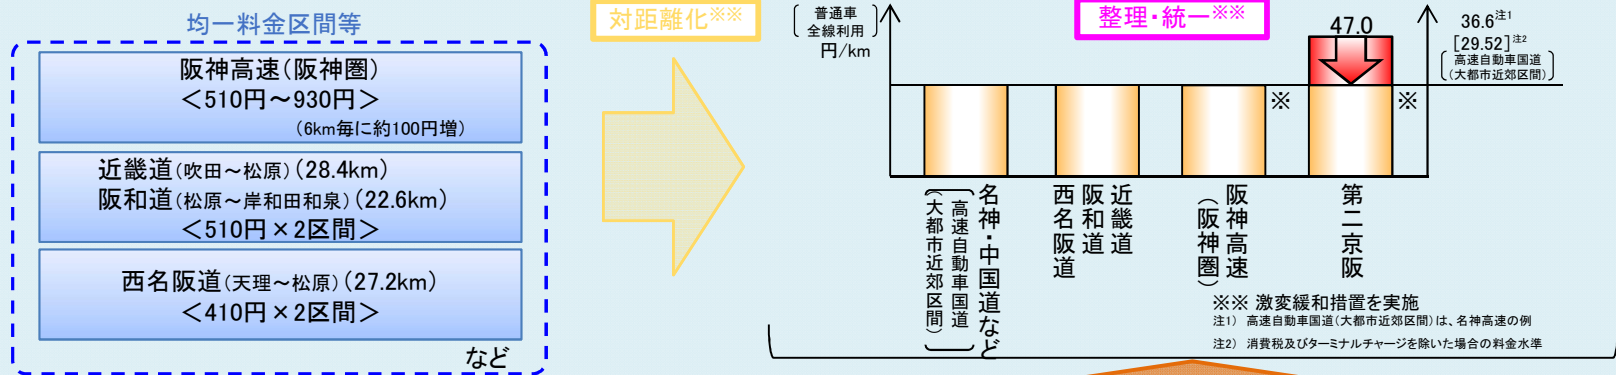 均一料金区間等
阪神高速(阪神圏)
＜510円～930円＞
(6km毎に約100円増)
近畿道(吹田～松原)(28.4km)
阪和道(松原～岸和田和泉)(22.6km)
＜510円×2区間＞
西名阪道(天理～松原)(27.2km)
＜410円×2区間＞
など
対距離化※※
普通車
全線利用
円/km
整理・統一※※
47.0
36.6注1
[29.52]注2
高速自動車国道
(大都市近郊区間)
※
※
名神・中国道など
高速自動車国道
(大都市近郊区間)
近畿道
阪和道
西名阪道
阪神高速
(阪神圏)
第二京阪
※※ 激変緩和措置を実施
注1) 高速自動車国道(大都市近郊区間)は、名神高速の例
注2) 消費税及びターミナルチャージを除いた場合の料金水準